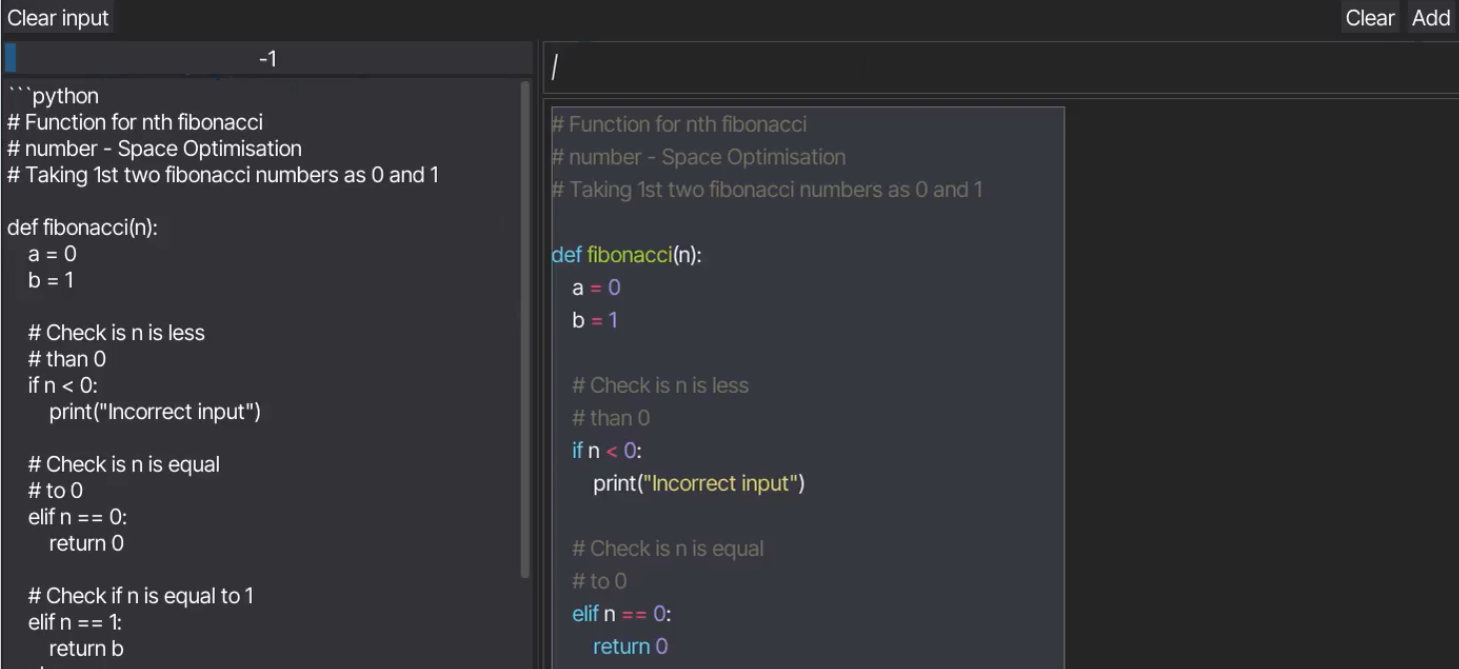 Clear input
Clear Add
-1
```python
# Function for nth fibonacci
# number - Space Optimisation
# Taking 1st two fibonacci numbers as 0 and 1

def fibonacci(n):
    a = 0
    b = 1

    # Check is n is less
    # than 0
    if n < 0:
        print("Incorrect input")

    # Check is n is equal
    # to 0
    elif n == 0:
        return 0

    # Check if n is equal to 1
    elif n == 1:
        return b
/
# Function for nth fibonacci
# number - Space Optimisation
# Taking 1st two fibonacci numbers as 0 and 1

def fibonacci(n):
    a = 0
    b = 1

    # Check is n is less
    # than 0
    if n < 0:
        print("Incorrect input")

    # Check is n is equal
    # to 0
    elif n == 0:
        return 0